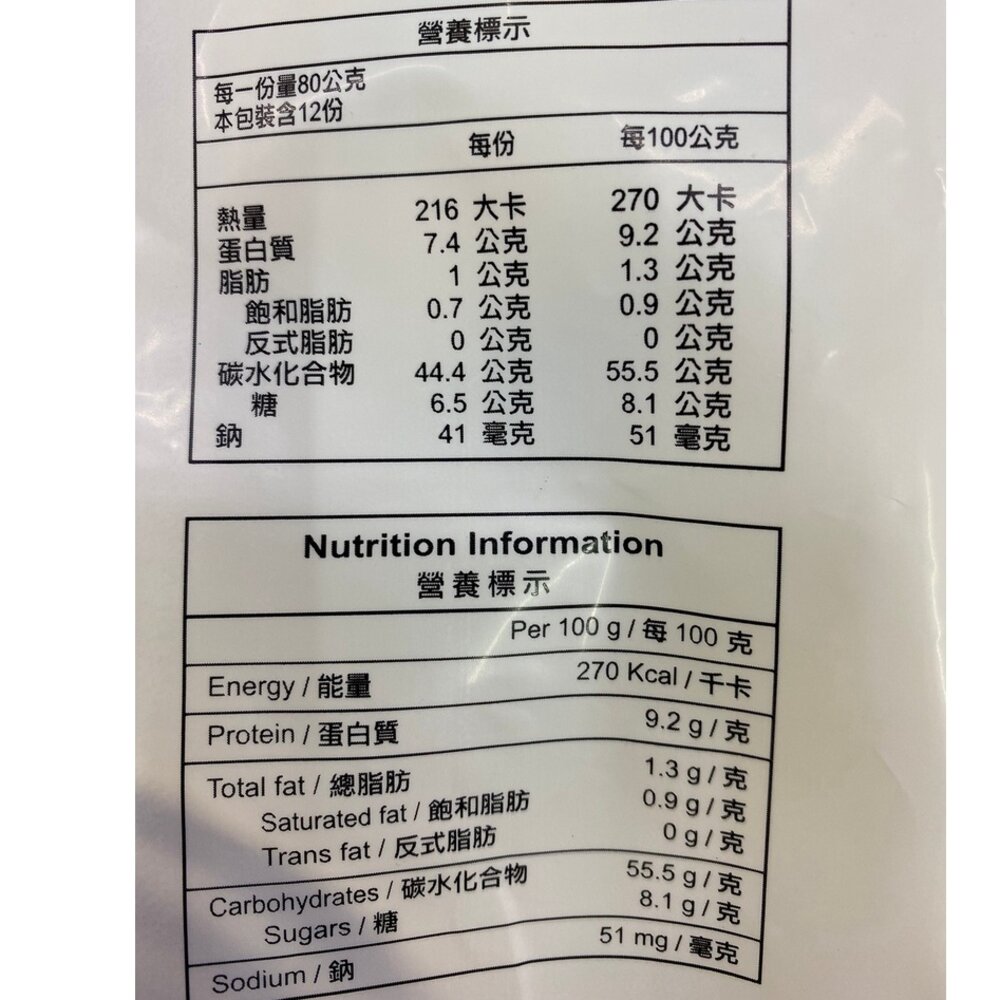 營養標示
每一份量80公克
本包裝含12份
每份 每100公克
熱量 216 大卡 270 大卡
蛋白質 7.4 公克 9.2 公克
脂肪 1 公克 1.3 公克
飽和脂肪 0.7 公克 0.9 公克
反式脂肪 0 公克 0 公克
碳水化合物 44.4 公克 55.5 公克
糖 6.5 公克 8.1 公克
鈉 41 毫克 51 毫克
Nutrition Information
營養標示
Per 100 g / 每 100 克
Energy / 能量 270 Kcal / 千卡
Protein / 蛋白質 9.2 g / 克
Total fat / 總脂肪 1.3 g / 克
Saturated fat / 飽和脂肪 0.9 g / 克
Trans fat / 反式脂肪 0 g / 克
Carbohydrates / 碳水化合物 55.5 g / 克
Sugars / 糖 8.1 g / 克
Sodium / 鈉 51 mg / 毫克